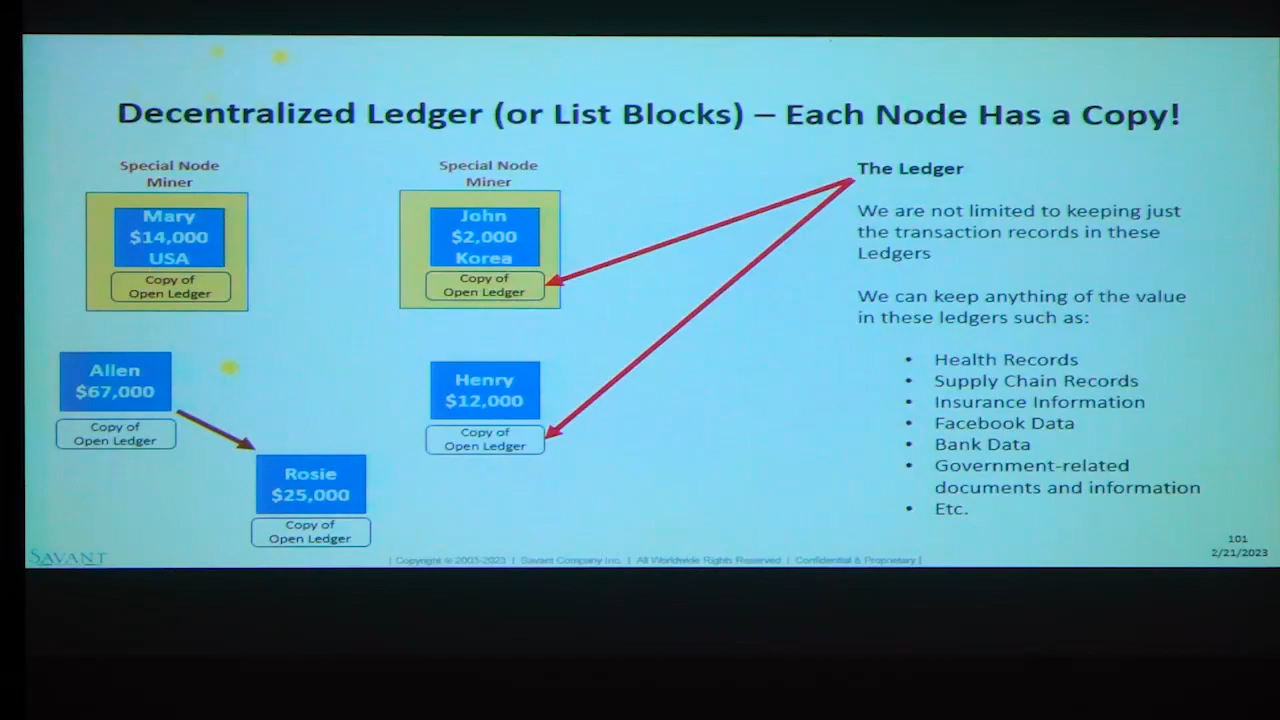 Decentralized Ledger (or List Blocks) – Each Node Has a Copy!
Special Node
Miner
Mary
$14,000
USA
Copy of
Open Ledger
Special Node
Miner
John
$2,000
Korea
Copy of
Open Ledger
Allen
$67,000
Copy of
Open Ledger
Henry
$12,000
Copy of
Open Ledger
Rosie
$25,000
Copy of
Open Ledger
The Ledger
We are not limited to keeping just
the transaction records in these
Ledgers
We can keep anything of the value
in these ledgers such as:
• Health Records
• Supply Chain Records
• Insurance Information
• Facebook Data
• Bank Data
• Government-related
documents and information
• Etc.
SAVANT
| Copyright © 2003-2023 | Savant Company Inc. | All Worldwide Rights Reserved | Confidential & Proprietary |
101
2/21/2023